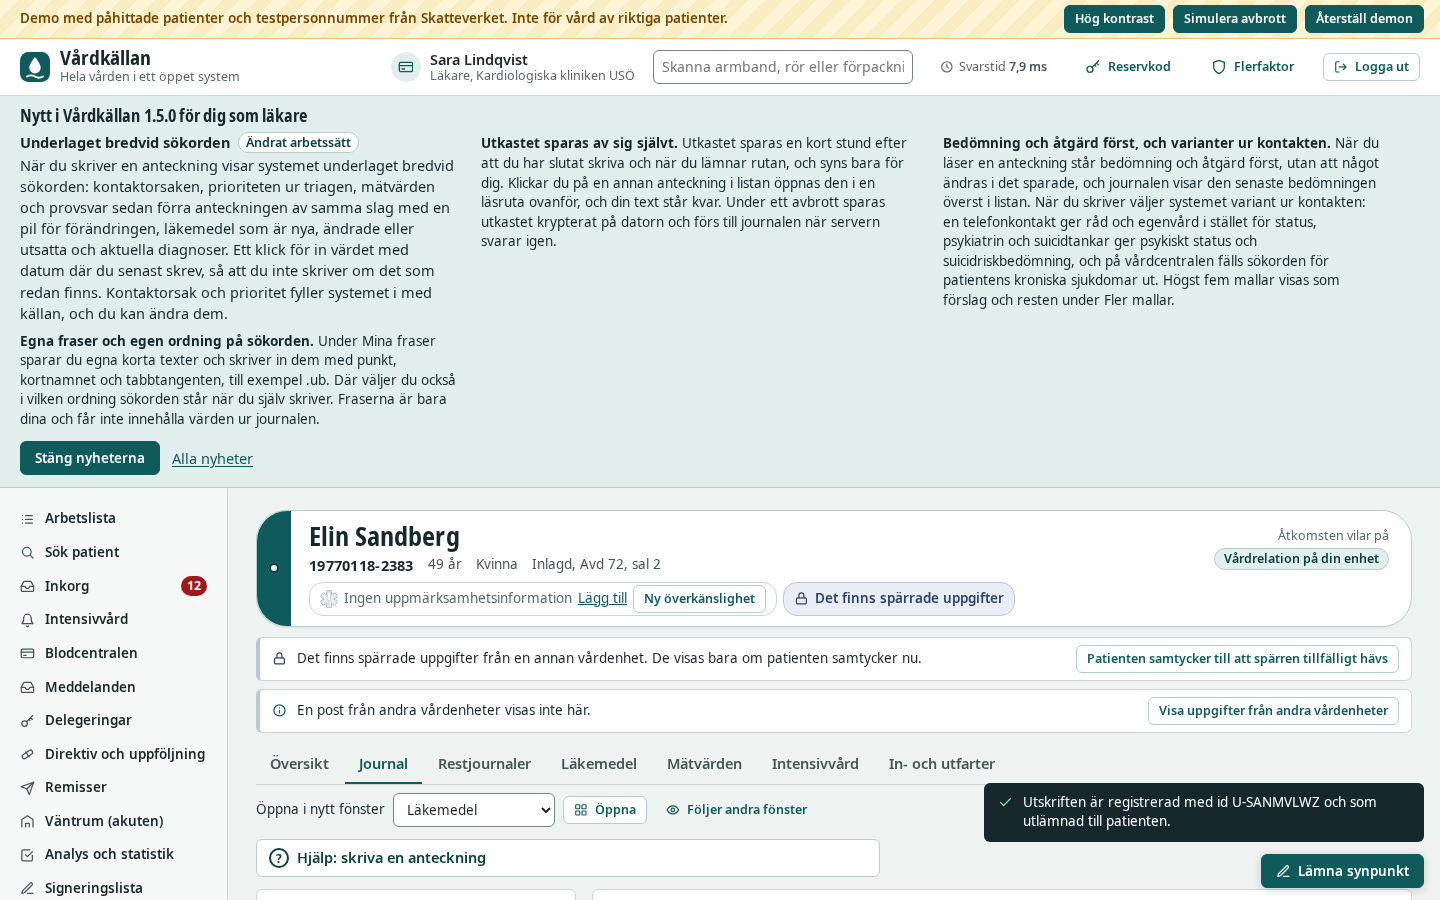 Demo med påhittade patienter och testpersonnummer från Skatteverket. Inte för vård av riktiga patienter.
Hög kontrast
Simulera avbrott
Återställ demon
Vårdkällan
Hela vården i ett öppet system
Sara Lindqvist
Läkare, Kardiologiska kliniken USÖ
Skanna armband, rör eller förpackni
Svarstid 7,9 ms
Reservkod
Flerfaktor
Logga ut
Nytt i Vårdkällan 1.5.0 för dig som läkare
Underlaget bredvid sökorden
Ändrat arbetssätt
När du skriver en anteckning visar systemet underlaget bredvid
sökorden: kontaktorsaken, prioriteten ur triagen, mätvärden
och provsvar sedan förra anteckningen av samma slag med en
pil för förändringen, läkemedel som är nya, ändrade eller
utsatta och aktuella diagnoser. Ett klick för in värdet med
datum där du senast skrev, så att du inte skriver om det som
redan finns. Kontaktorsak och prioritet fyller systemet i med
källan, och du kan ändra dem.
Egna fraser och egen ordning på sökorden. Under Mina fraser
sparar du egna korta texter och skriver in dem med punkt,
kortnamnet och tabbtangenten, till exempel .ub. Där väljer du också
i vilken ordning sökorden står när du själv skriver. Fraserna är bara
dina och får inte innehålla värden ur journalen.
Utkastet sparas av sig självt. Utkastet sparas en kort stund efter
att du har slutat skriva och när du lämnar rutan, och syns bara för
dig. Klickar du på en annan anteckning i listan öppnas den i en
läsruta ovanför, och din text står kvar. Under ett avbrott sparas
utkastet krypterat på datorn och förs till journalen när servern
svarar igen.
Bedömning och åtgärd först, och varianter ur kontakten. När du
läser en anteckning står bedömning och åtgärd först, utan att något
ändras i det sparade, och journalen visar den senaste bedömningen
överst i listan. När du skriver väljer systemet variant ur kontakten:
en telefonkontakt ger råd och egenvård i stället för status,
psykiatrin och suicidtankar ger psykiskt status och
suicidriskbedömning, och på vårdcentralen fälls sökorden för
patientens kroniska sjukdomar ut. Högst fem mallar visas som
förslag och resten under Fler mallar.
Stäng nyheterna
Alla nyheter
Arbetslista
Sök patient
Inkorg
12
Intensivvård
Blodcentralen
Meddelanden
Delegeringar
Direktiv och uppföljning
Remisser
Väntrum (akuten)
Analys och statistik
Signeringslista
Elin Sandberg
19770118-2383
49 år
Kvinna
Inlagd, Avd 72, sal 2
Åtkomsten vilar på
Vårdrelation på din enhet
Ingen uppmärksamhetsinformation
Lägg till
Ny överkänslighet
Det finns spärrade uppgifter
Det finns spärrade uppgifter från en annan vårdenhet. De visas bara om patienten samtycker nu.
Patienten samtycker till att spärren tillfälligt hävs
En post från andra vårdenheter visas inte här.
Visa uppgifter från andra vårdenheter
Översikt
Journal
Restjournaler
Läkemedel
Mätvärden
Intensivvård
In- och utfarter
Öppna i nytt fönster
Läkemedel
Öppna
Följer andra fönster
Utskriften är registrerad med id U-SANMVLWZ och som
utlämnad till patienten.
? Hjälp: skriva en anteckning
Lämna synpunkt